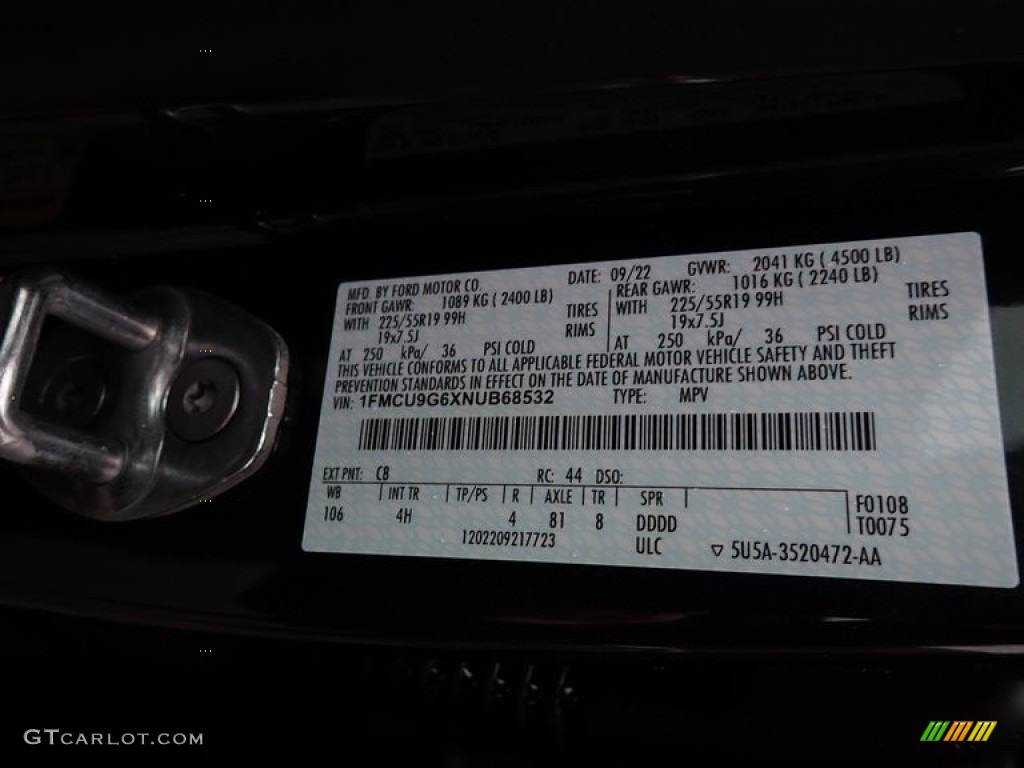 MFD. BY FORD MOTOR CO. DATE: 09/22 GVWR: 2041 KG ( 4500 LB)
FRONT GAWR: 1089 KG ( 2400 LB) REAR GAWR: 1016 KG ( 2240 LB)
WITH 225/55R19 99H TIRES WITH 225/55R19 99H TIRES
19x7.5J RIMS 19x7.5J RIMS
AT 250 kPa/ 36 PSI COLD AT 250 kPa/ 36 PSI COLD
THIS VEHICLE CONFORMS TO ALL APPLICABLE FEDERAL MOTOR VEHICLE SAFETY AND THEFT
PREVENTION STANDARDS IN EFFECT ON THE DATE OF MANUFACTURE SHOWN ABOVE.
VIN: 1FMCU9G6XNUB68532 TYPE: MPV
EXT PNT: C8 RC: 44 DSO:
WB INT TR TP/PS R AXLE TR SPR F0108
106 4H 4 81 8 DDDD T0075
1202209217723 ULC ▽ 5U5A-3520472-AA
GTCARLOT.COM